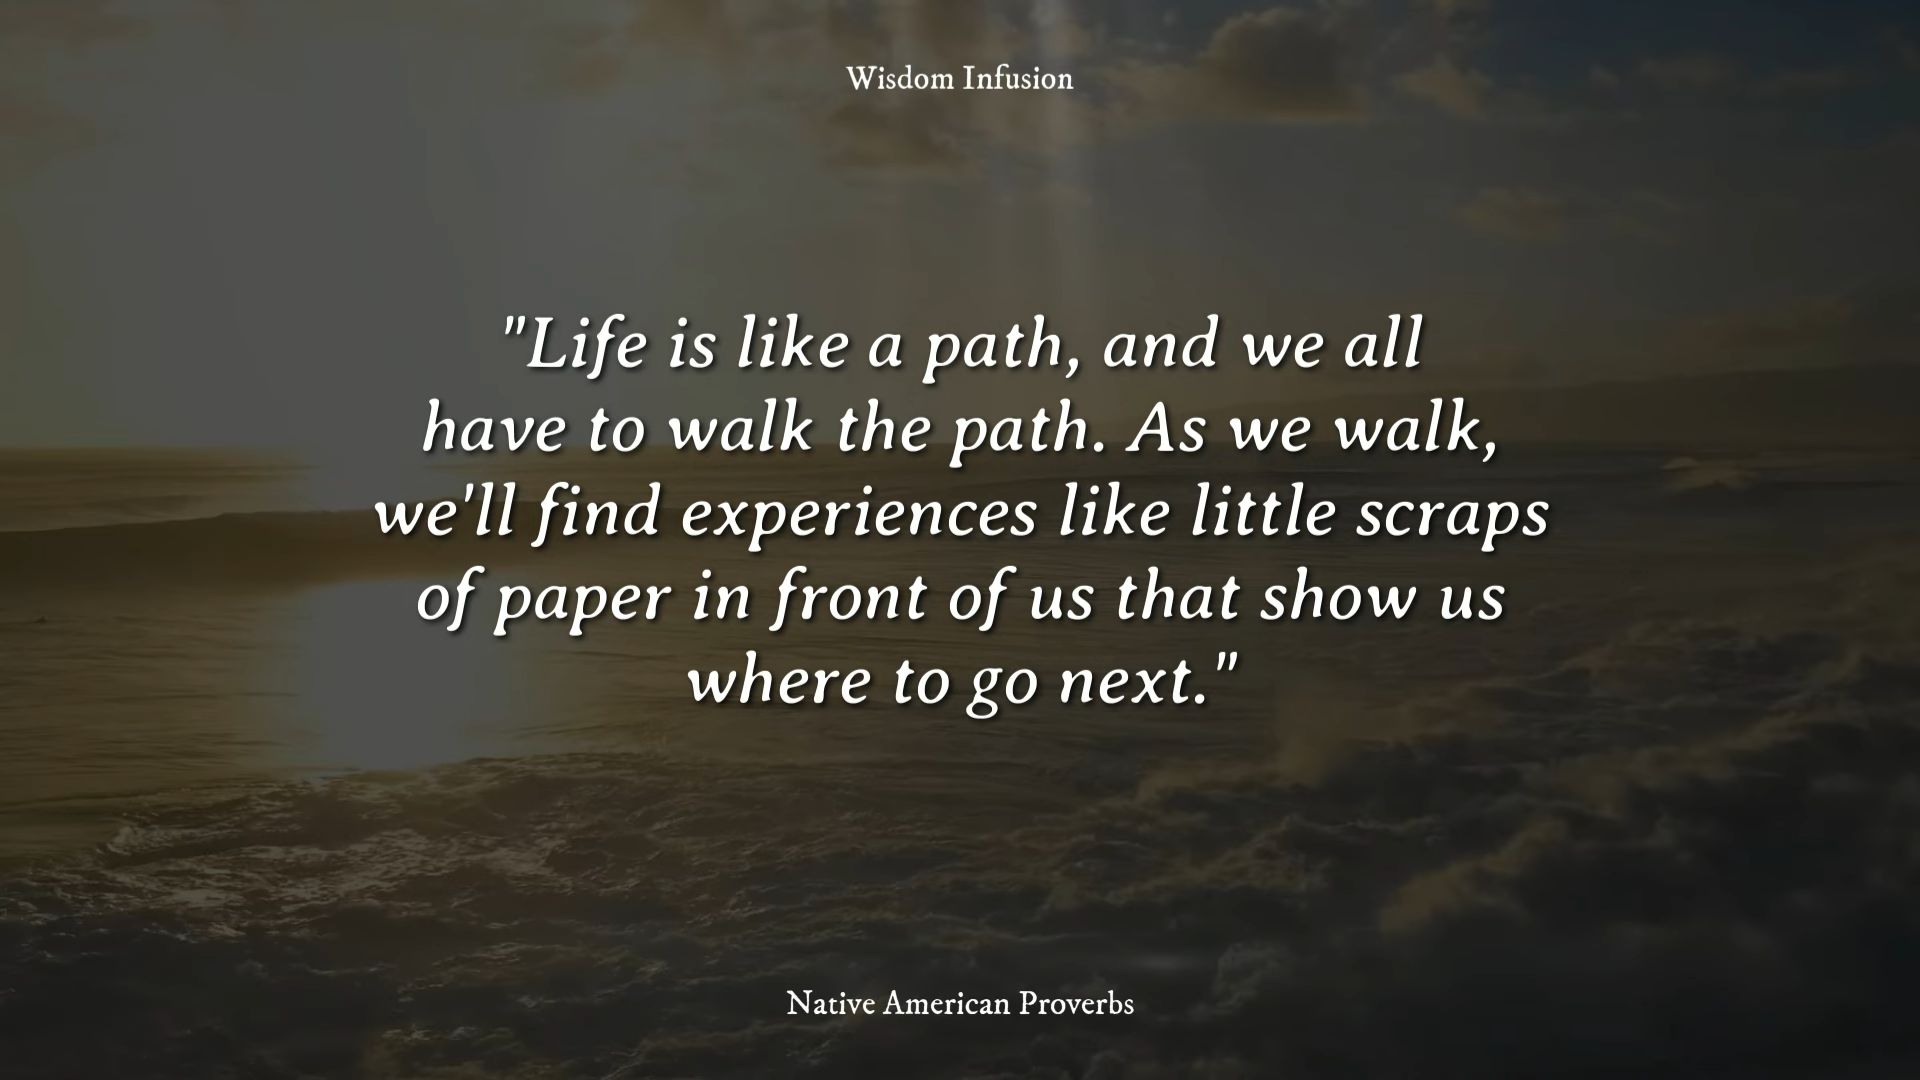 Wisdom Infusion
"Life is like a path, and we all
have to walk the path. As we walk,
we'll find experiences like little scraps
of paper in front of us that show us
where to go next."
Native American Proverbs